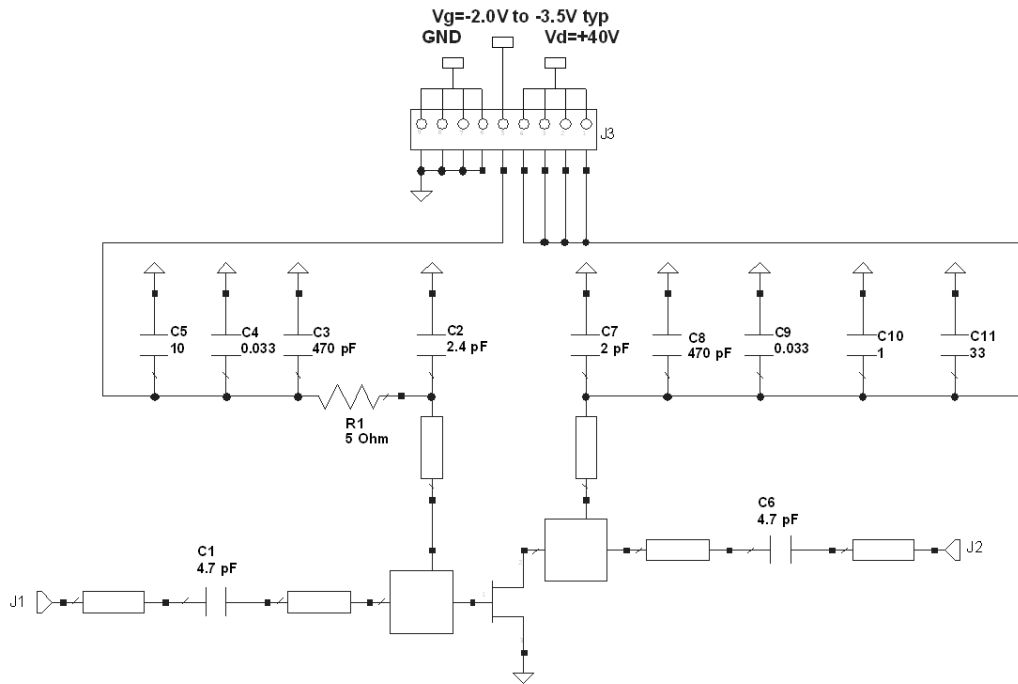 Vg=-2.0V to -3.5V typ
GND
Vd=+40V
J3
C5
10
C4
0.033
C3
470 pF
C2
2.4 pF
C7
2 pF
C8
470 pF
C9
0.033
C10
1
C11
33
R1
5 Ohm
C6
4.7 pF
J2
C1
4.7 pF
J1